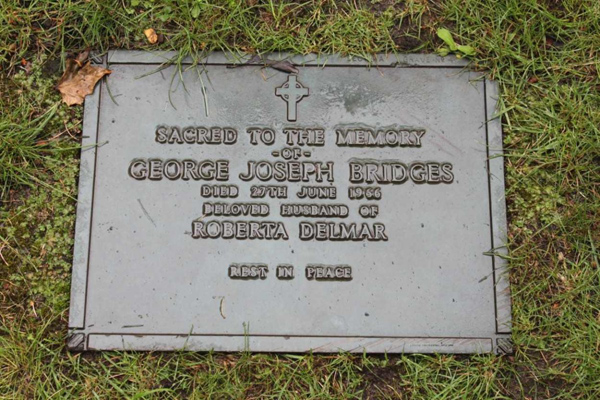 SACRED TO THE MEMORY
-OF-
GEORGE JOSEPH BRIDGES
DIED 27TH JUNE 1966
BELOVED HUSBAND OF
ROBERTA DELMAR
REST IN PEACE